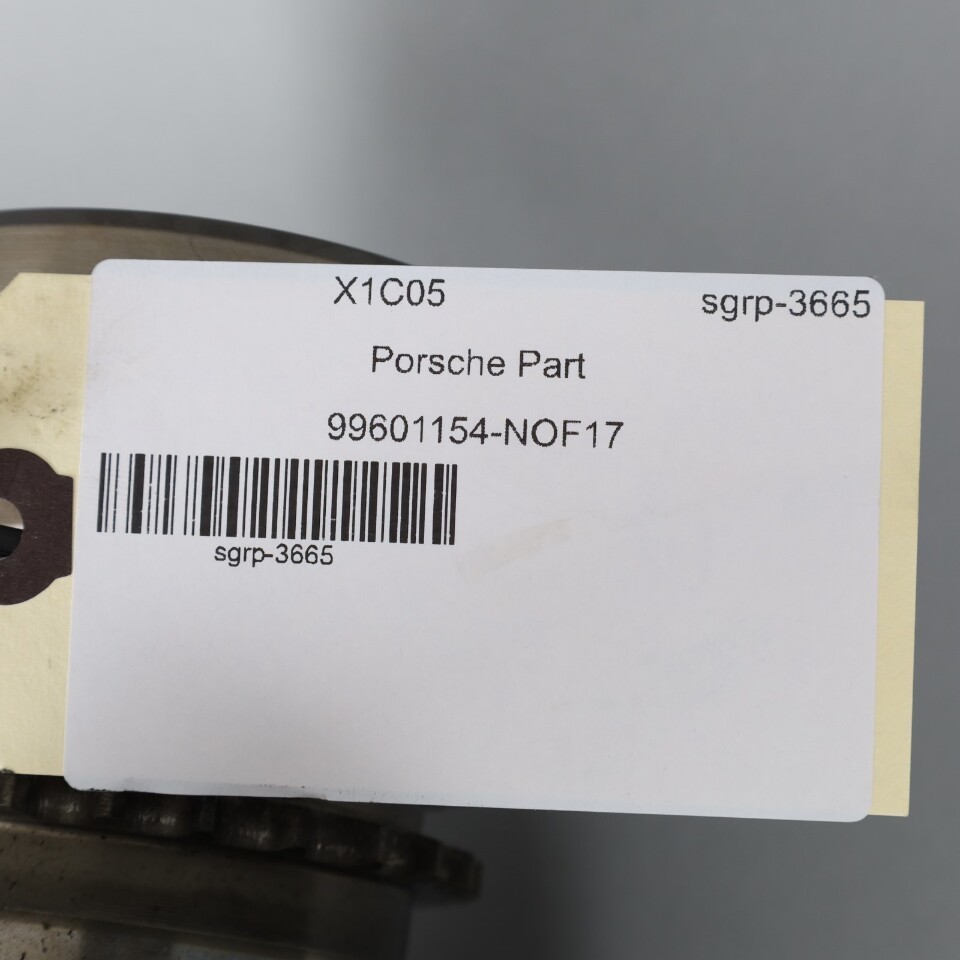 X1C05 sgrp-3665
Porsche Part
99601154-NOF17
sgrp-3665